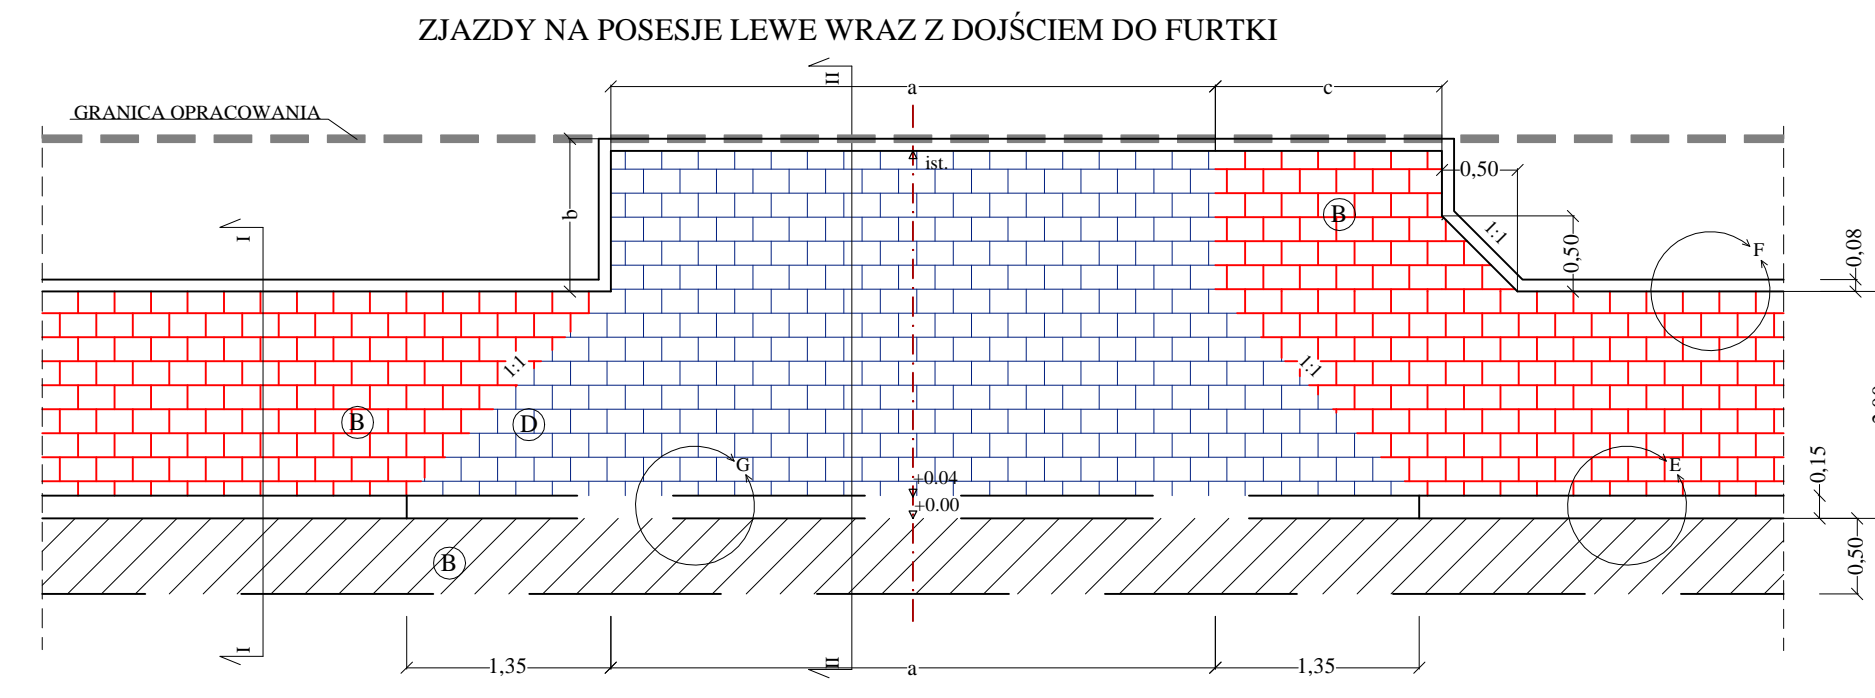 ZJAZDY NA POSESJE LEWE WRAZ Z DOJŚCIEM DO FURTKI
II
a
c
GRANICA OPRACOWANIA
ist.
0,50
B
b
1:1
I
0,50
F
0,08
1:1
1:1
B
D
G
E
+0.04
+0.00
0,15
B
0,50
I
II
1,35
a
1,35